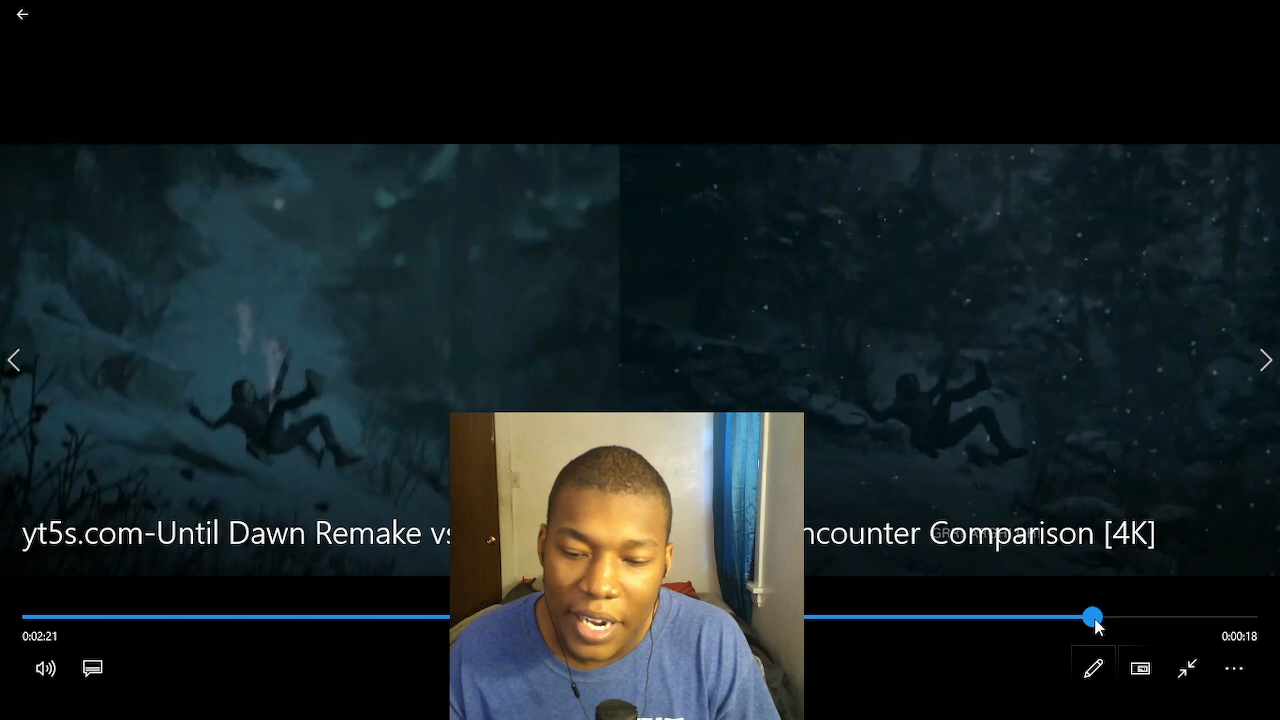 yt5s.com-Until Dawn Remake vs
ncounter Comparison [4K]
0:02:21
0:00:18